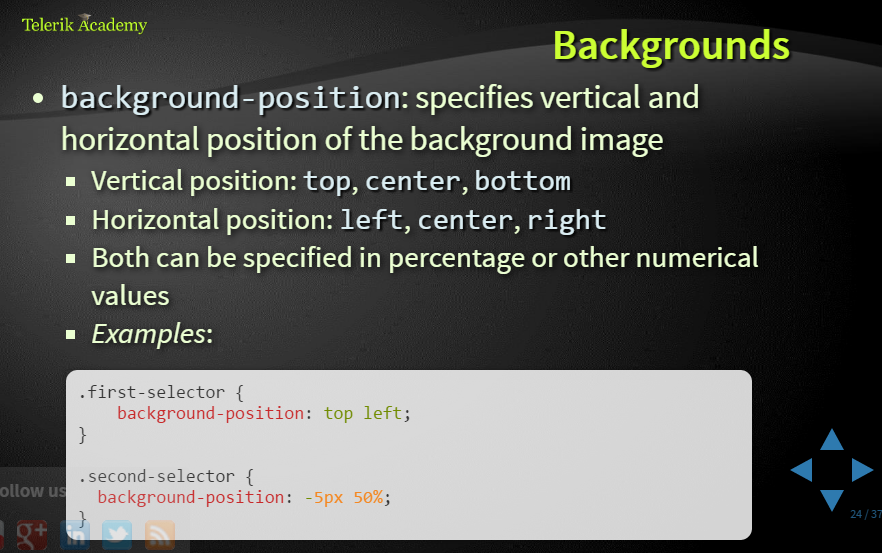 Telerik Academy
Backgrounds
• background-position: specifies vertical and
horizontal position of the background image
▪ Vertical position: top, center, bottom
▪ Horizontal position: left, center, right
▪ Both can be specified in percentage or other numerical
values
▪ Examples:
.first-selector {
    background-position: top left;
}
.second-selector {
  background-position: -5px 50%;
}
ollow us
g+ in
24 / 37